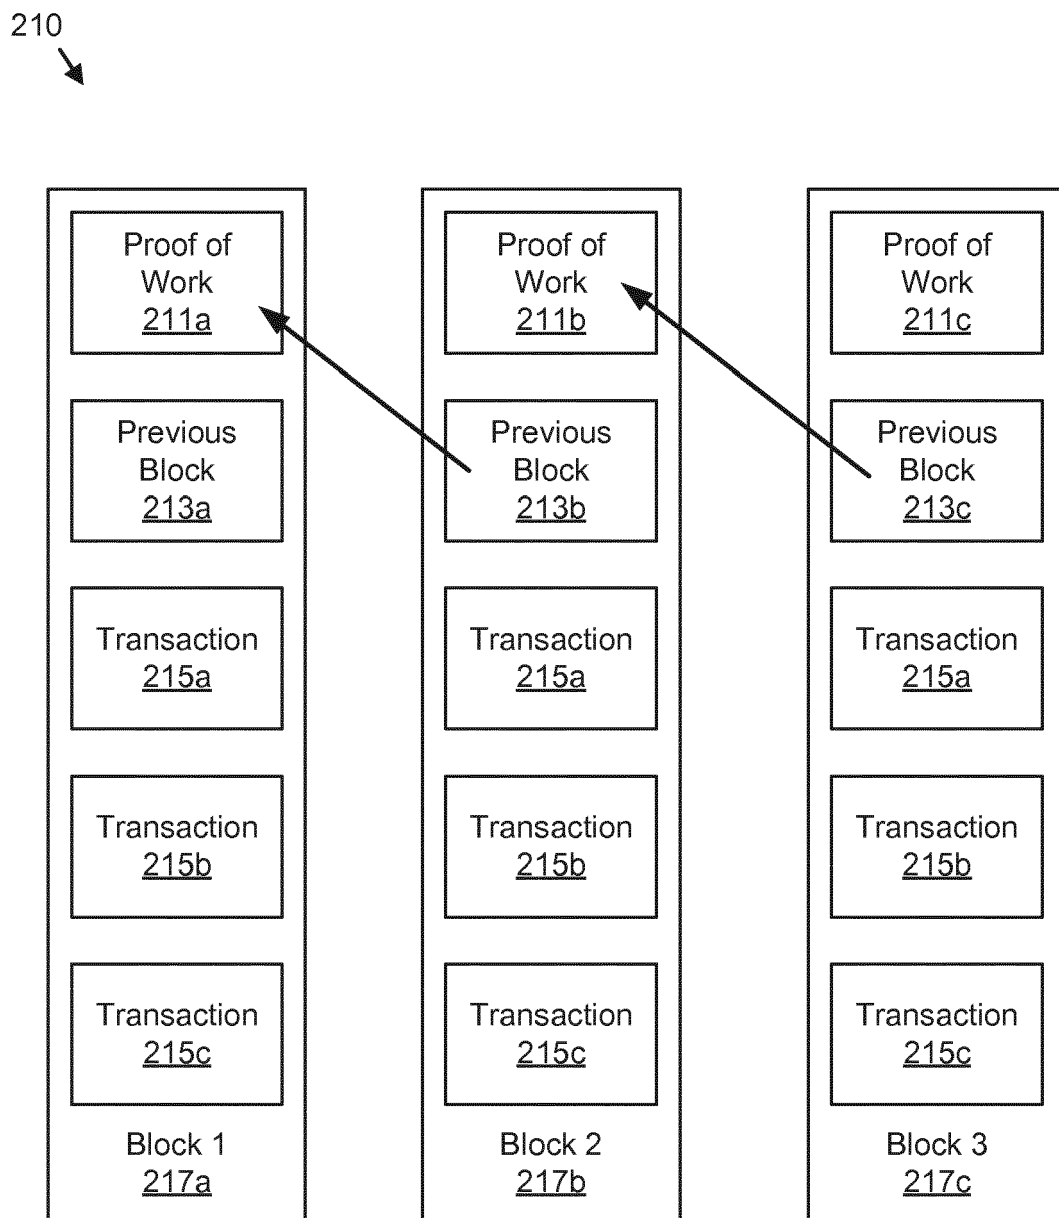 210
Proof of
Work
211a
Previous
Block
213a
Transaction
215a
Transaction
215b
Transaction
215c
Block 1
217a
Proof of
Work
211b
Previous
Block
213b
Transaction
215a
Transaction
215b
Transaction
215c
Block 2
217b
Proof of
Work
211c
Previous
Block
213c
Transaction
215a
Transaction
215b
Transaction
215c
Block 3
217c